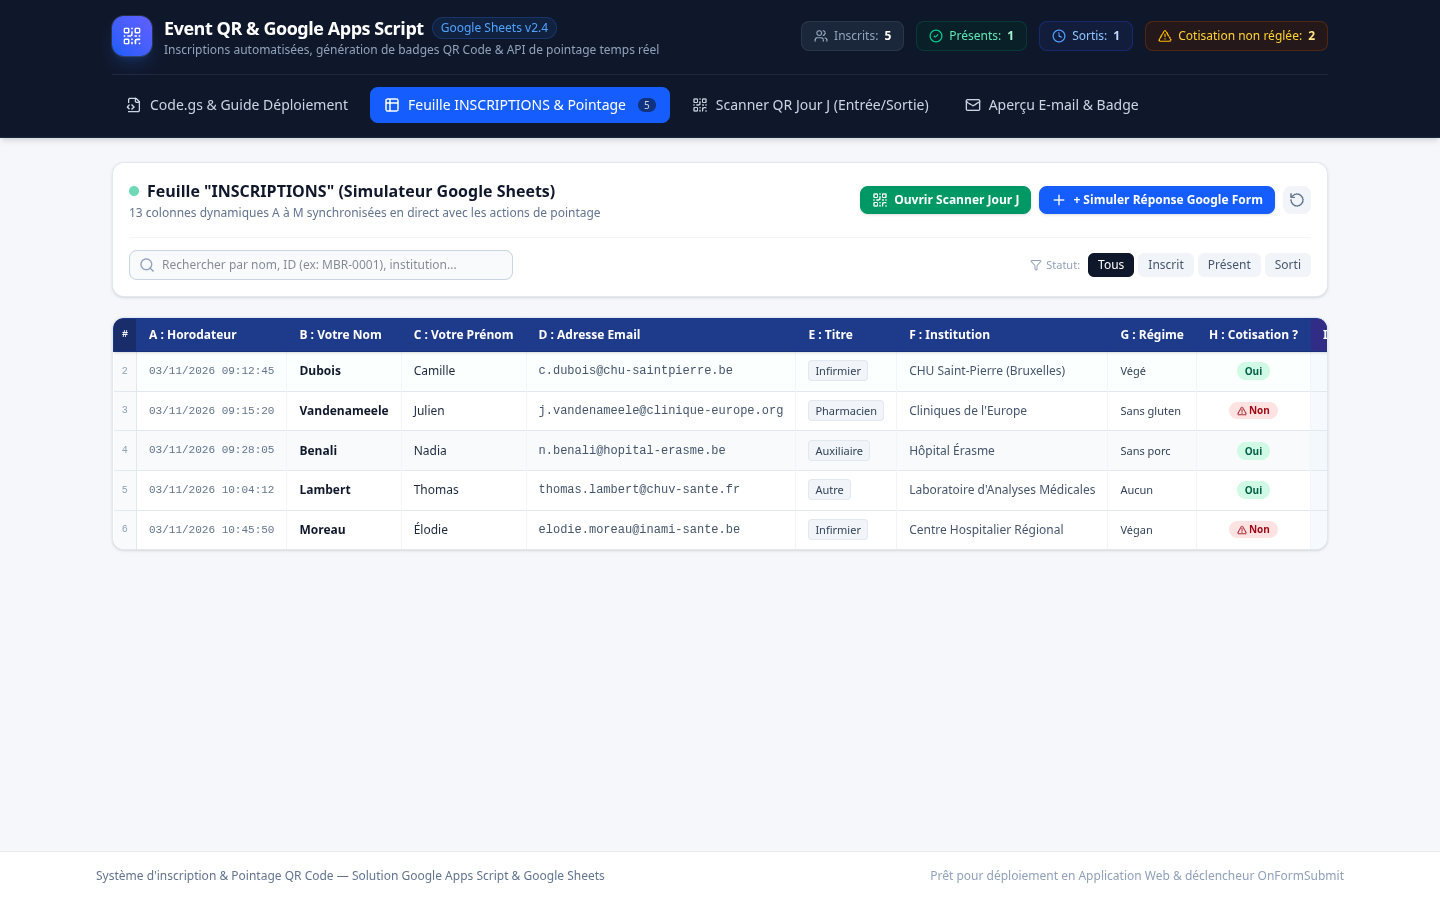 Event QR & Google Apps Script Google Sheets v2.4
Inscriptions automatisées, génération de badges QR Code & API de pointage temps réel
Inscrits: 5 Présents: 1 Sortis: 1 Cotisation non réglée: 2
Code.gs & Guide Déploiement Feuille INSCRIPTIONS & Pointage 5 Scanner QR Jour J (Entrée/Sortie) Aperçu E-mail & Badge
Feuille "INSCRIPTIONS" (Simulateur Google Sheets)
13 colonnes dynamiques A à M synchronisées en direct avec les actions de pointage
Ouvrir Scanner Jour J + Simuler Réponse Google Form
Rechercher par nom, ID (ex: MBR-0001), institution...
Statut: Tous Inscrit Présent Sorti
# A : Horodateur B : Votre Nom C : Votre Prénom D : Adresse Email E : Titre F : Institution G : Régime H : Cotisation ?
2 03/11/2026 09:12:45 Dubois Camille c.dubois@chu-saintpierre.be Infirmier CHU Saint-Pierre (Bruxelles) Végé Oui
3 03/11/2026 09:15:20 Vandenameele Julien j.vandenameele@clinique-europe.org Pharmacien Cliniques de l'Europe Sans gluten Non
4 03/11/2026 09:28:05 Benali Nadia n.benali@hopital-erasme.be Auxiliaire Hôpital Érasme Sans porc Oui
5 03/11/2026 10:04:12 Lambert Thomas thomas.lambert@chuv-sante.fr Autre Laboratoire d'Analyses Médicales Aucun Oui
6 03/11/2026 10:45:50 Moreau Élodie elodie.moreau@inami-sante.be Infirmier Centre Hospitalier Régional Végan Non
Système d'inscription & Pointage QR Code — Solution Google Apps Script & Google Sheets
Prêt pour déploiement en Application Web & déclencheur OnFormSubmit